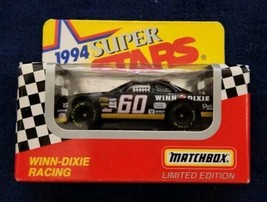 1994 SUPER
STARS
WINN-DIXIE
60
WINN-DIXIE
RACING
MATCHBOX
LIMITED EDITION